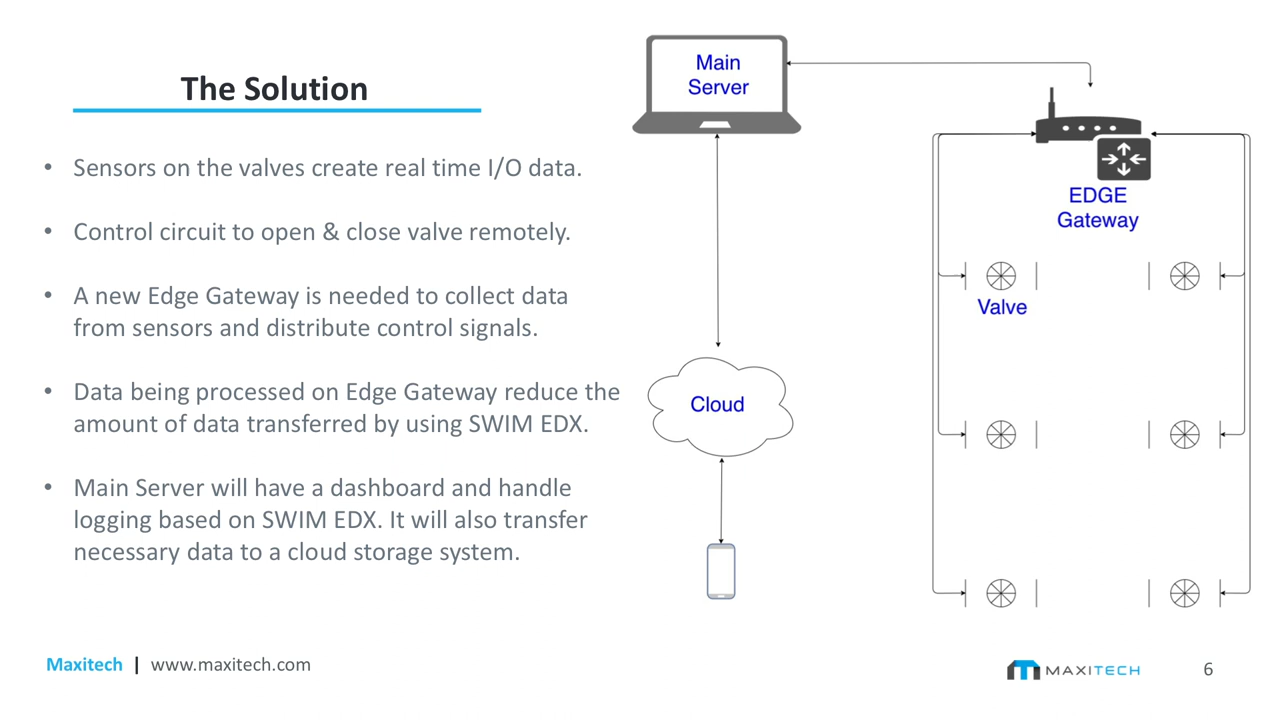 The Solution
• Sensors on the valves create real time I/O data.
• Control circuit to open & close valve remotely.
• A new Edge Gateway is needed to collect data
from sensors and distribute control signals.
• Data being processed on Edge Gateway reduce the
amount of data transferred by using SWIM EDX.
• Main Server will have a dashboard and handle
logging based on SWIM EDX. It will also transfer
necessary data to a cloud storage system.
Main
Server
EDGE
Gateway
Valve
Cloud
Maxitech | www.maxitech.com
MAXITECH
6